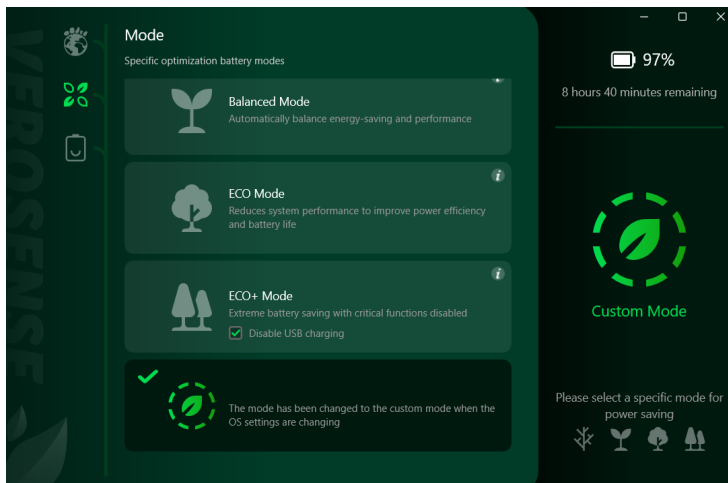 VEROSENSE
Mode
Specific optimization battery modes
Balanced Mode
Automatically balance energy-saving and performance
ECO Mode
Reduces system performance to improve power efficiency
and battery life
ECO+ Mode
Extreme battery saving with critical functions disabled
Disable USB charging
The mode has been changed to the custom mode when the
OS settings are changing
97%
8 hours 40 minutes remaining
Custom Mode
Please select a specific mode for
power saving